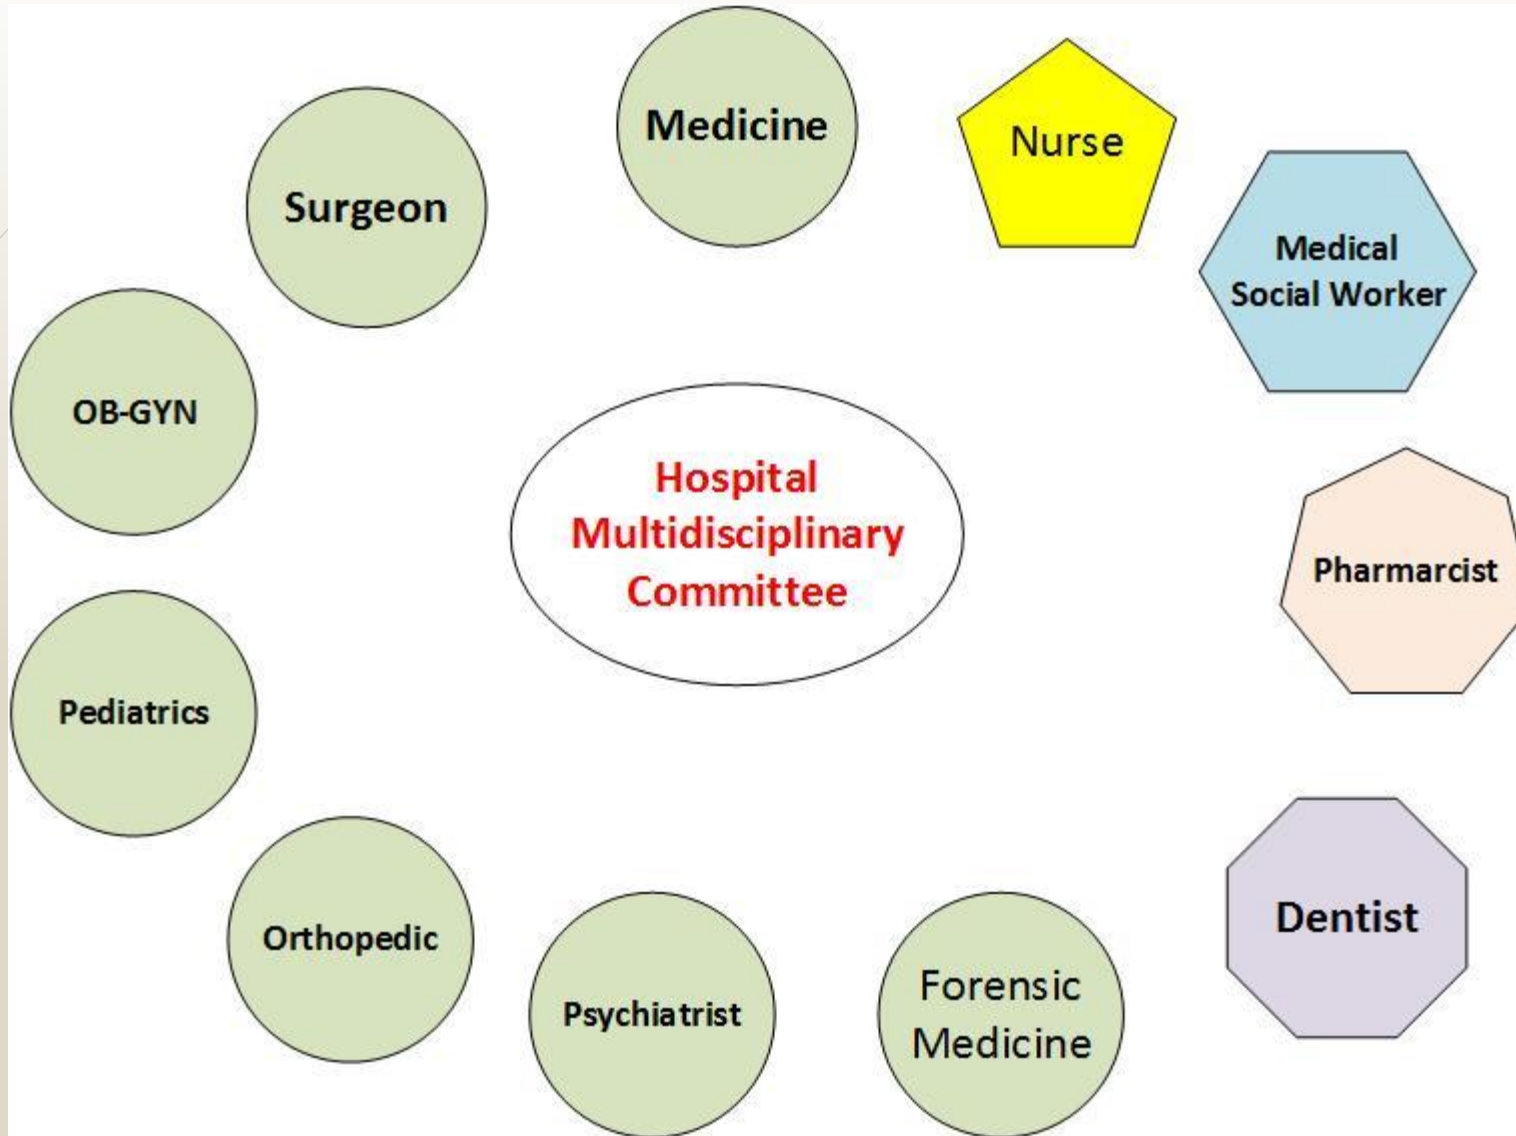 Medicine
Nurse
Surgeon
Medical
Social Worker
OB-GYN
Hospital
Multidisciplinary
Committee
Pharmarcist
Pediatrics
Dentist
Orthopedic
Psychiatrist
Forensic
Medicine